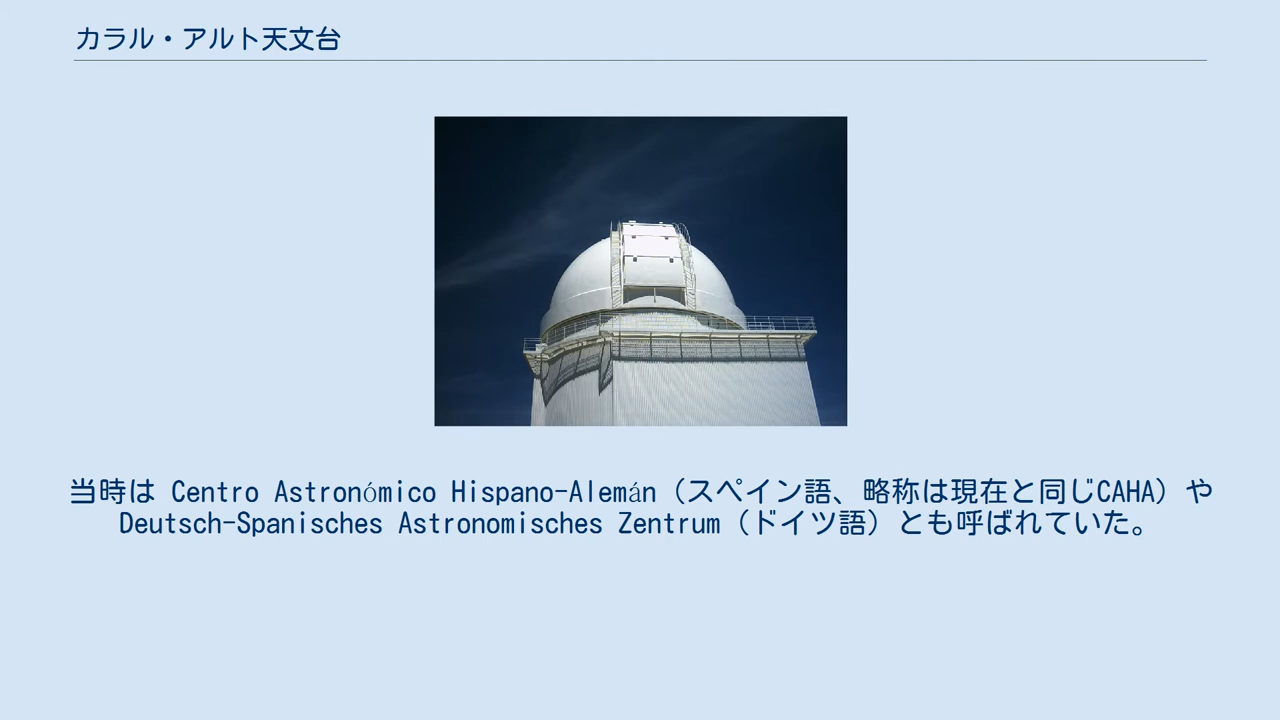 カラル・アルト天文台
当時は Centro Astronómico Hispano-Alemán（スペイン語、略称は現在と同じCAHA）や
Deutsch-Spanisches Astronomisches Zentrum（ドイツ語）とも呼ばれていた。